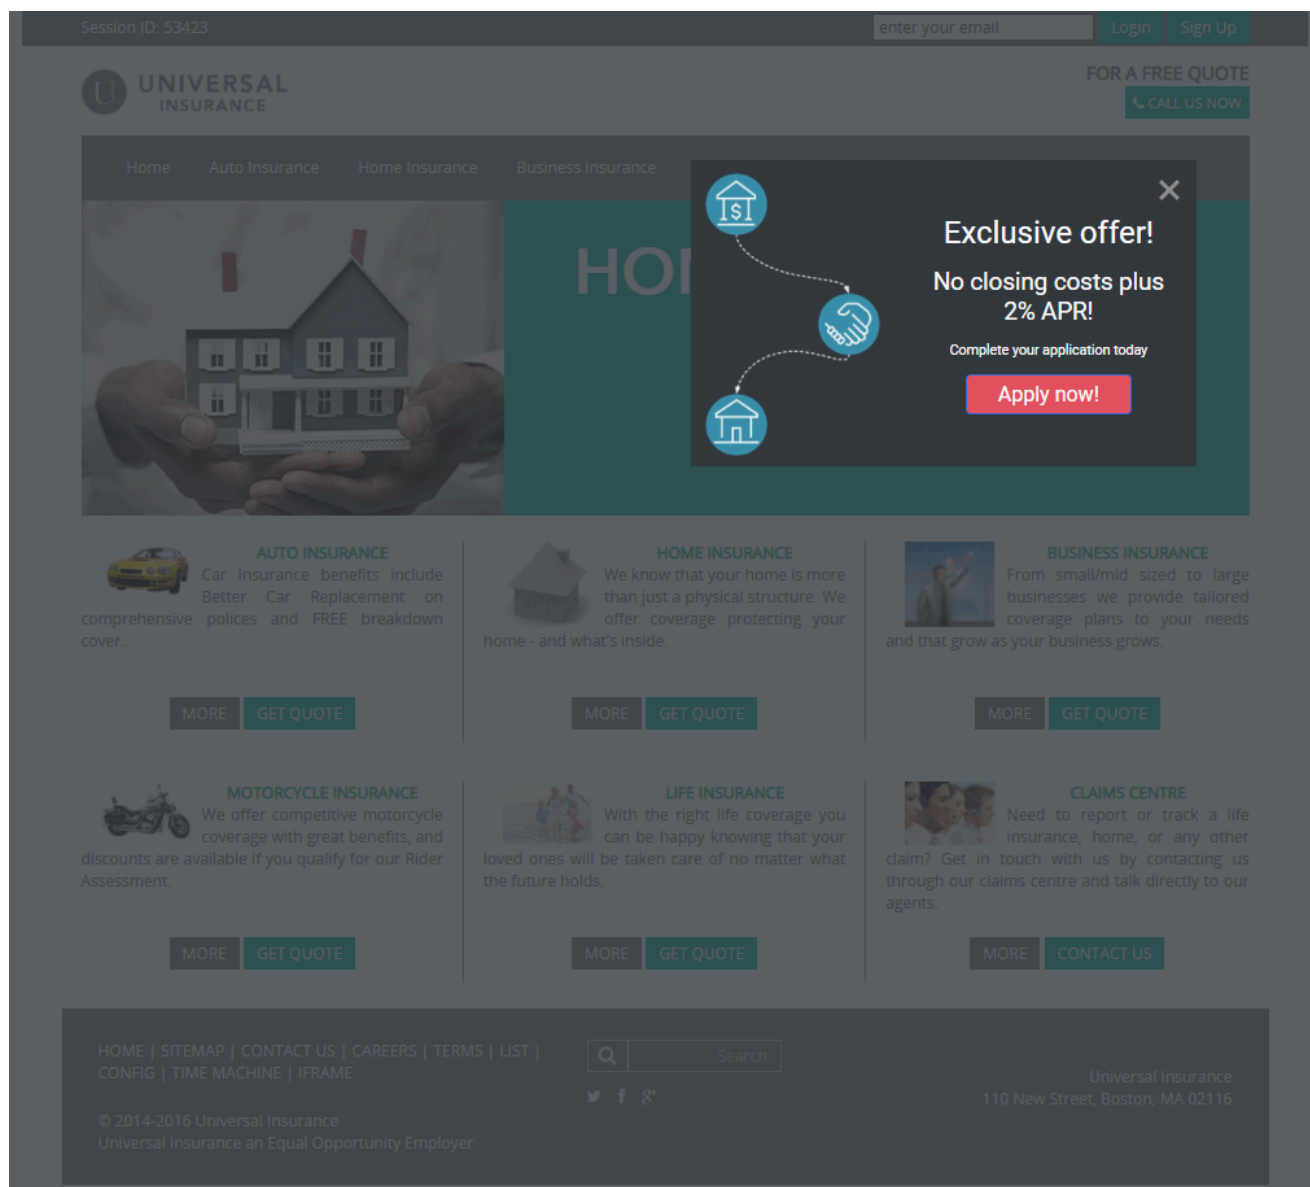 Session ID: 53423
enter your email
Login
Sign Up
U UNIVERSAL
INSURANCE
FOR A FREE QUOTE
CALL US NOW
Home
Auto Insurance
Home Insurance
Business Insurance
Exclusive offer!
No closing costs plus
2% APR!
Complete your application today
Apply now!
AUTO INSURANCE
Car Insurance benefits include
Better Car Replacement on
comprehensive polices and FREE breakdown
cover.
MORE
GET QUOTE
HOME INSURANCE
We know that your home is more
than just a physical structure. We
offer coverage protecting your
home - and what's inside.
MORE
GET QUOTE
BUSINESS INSURANCE
From small/mid sized to large
businesses we provide tailored
coverage plans to your needs
and that grow as your business grows.
MORE
GET QUOTE
MOTORCYCLE INSURANCE
We offer competitive motorcycle
coverage with great benefits, and
discounts are available if you qualify for our Rider
Assessment.
MORE
GET QUOTE
LIFE INSURANCE
With the right life coverage you
can be happy knowing that your
loved ones will be taken care of no matter what
the future holds.
MORE
GET QUOTE
CLAIMS CENTRE
Need to report or track a life
insurance, home, or any other
claim? Get in touch with us by contacting us
through our claims centre and talk directly to our
agents.
MORE
CONTACT US
HOME | SITEMAP | CONTACT US | CAREERS | TERMS | LIST |
CONFIG | TIME MACHINE | IFRAME
© 2014-2016 Universal Insurance
Universal Insurance an Equal Opportunity Employer
Search
Universal Insurance
110 New Street, Boston, MA 02116